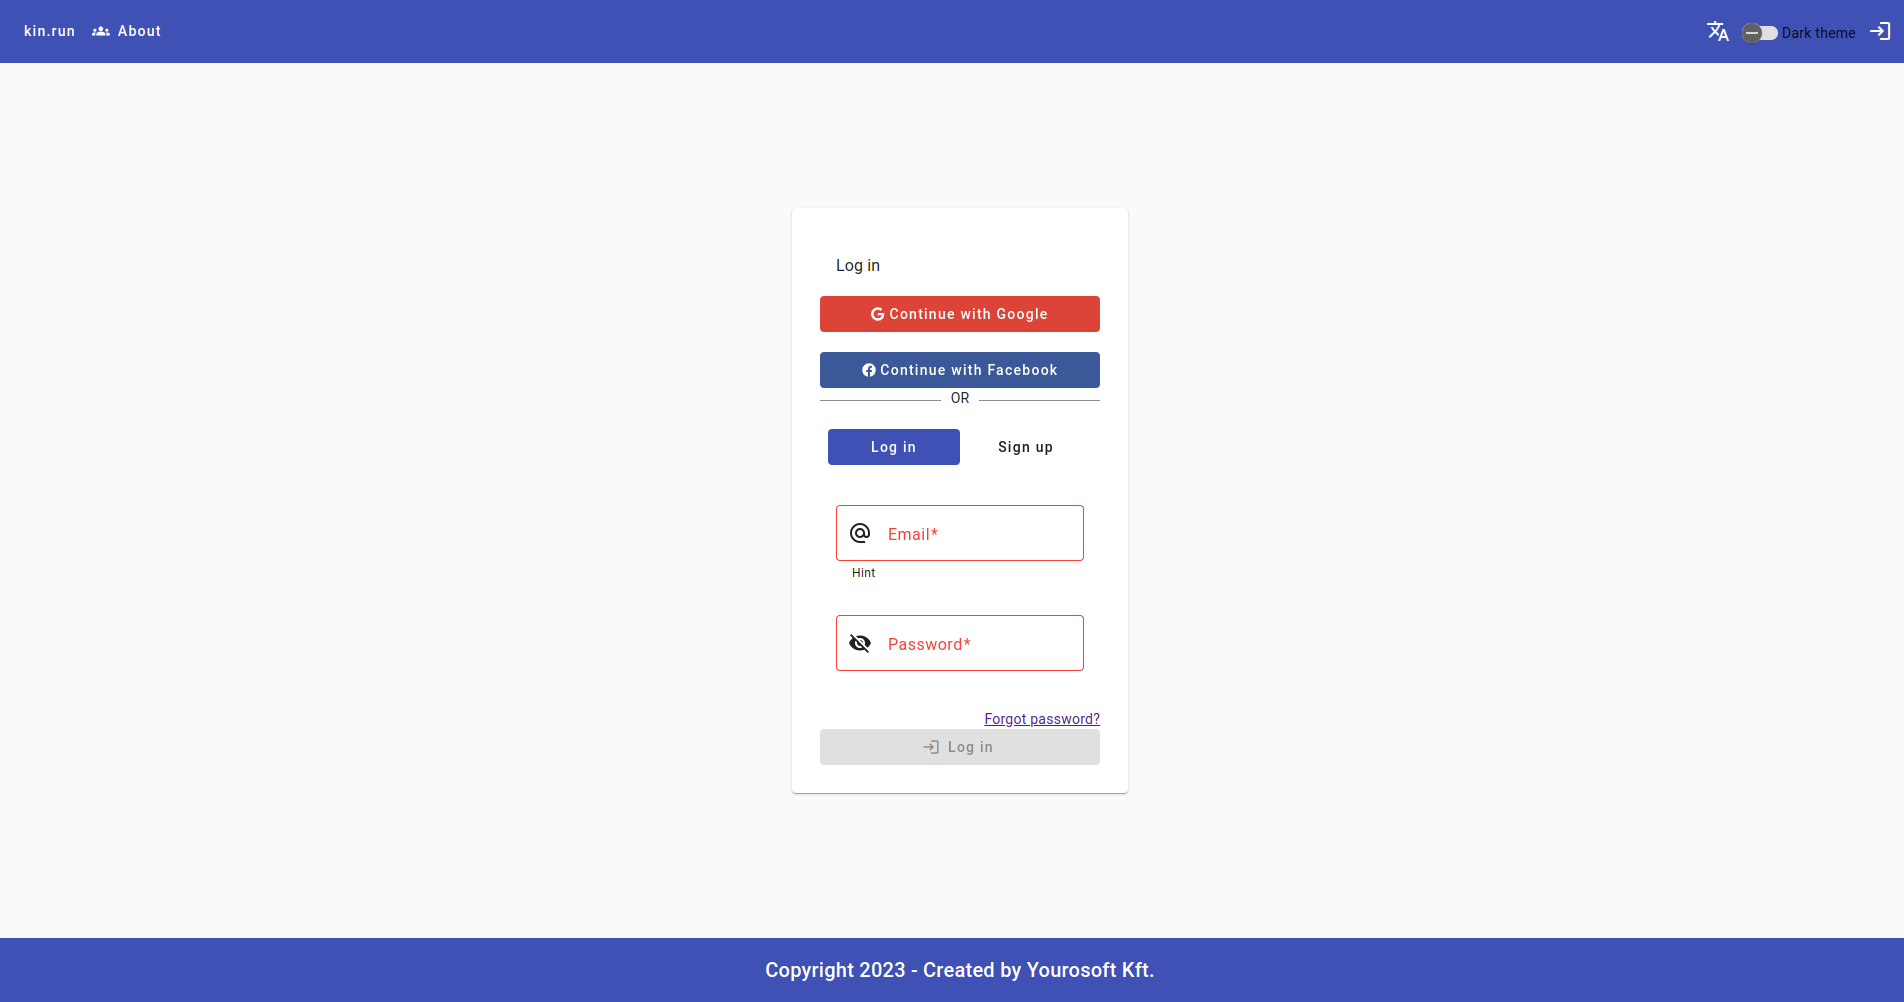 kin.run About Dark theme
Log in
Continue with Google
Continue with Facebook
OR
Log in Sign up
Email*
Hint
Password*
Forgot password?
Log in
Copyright 2023 - Created by Yourosoft Kft.